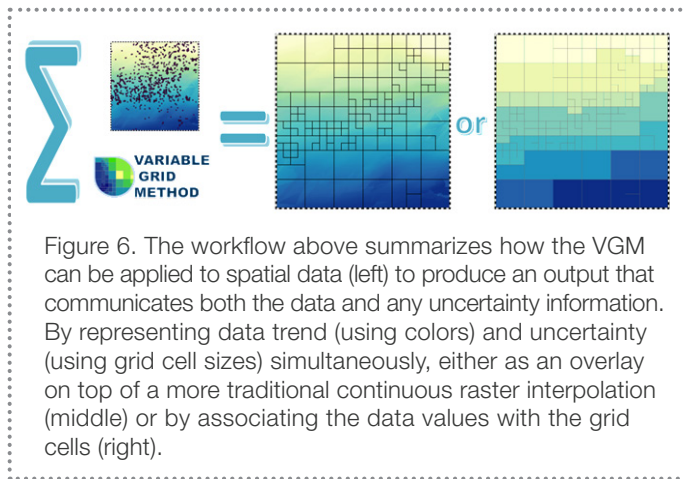 Σ
=
or
VARIABLE
GRID
METHOD
Figure 6. The workflow above summarizes how the VGM
can be applied to spatial data (left) to produce an output that
communicates both the data and any uncertainty information.
By representing data trend (using colors) and uncertainty
(using grid cell sizes) simultaneously, either as an overlay
on top of a more traditional continuous raster interpolation
(middle) or by associating the data values with the grid
cells (right).